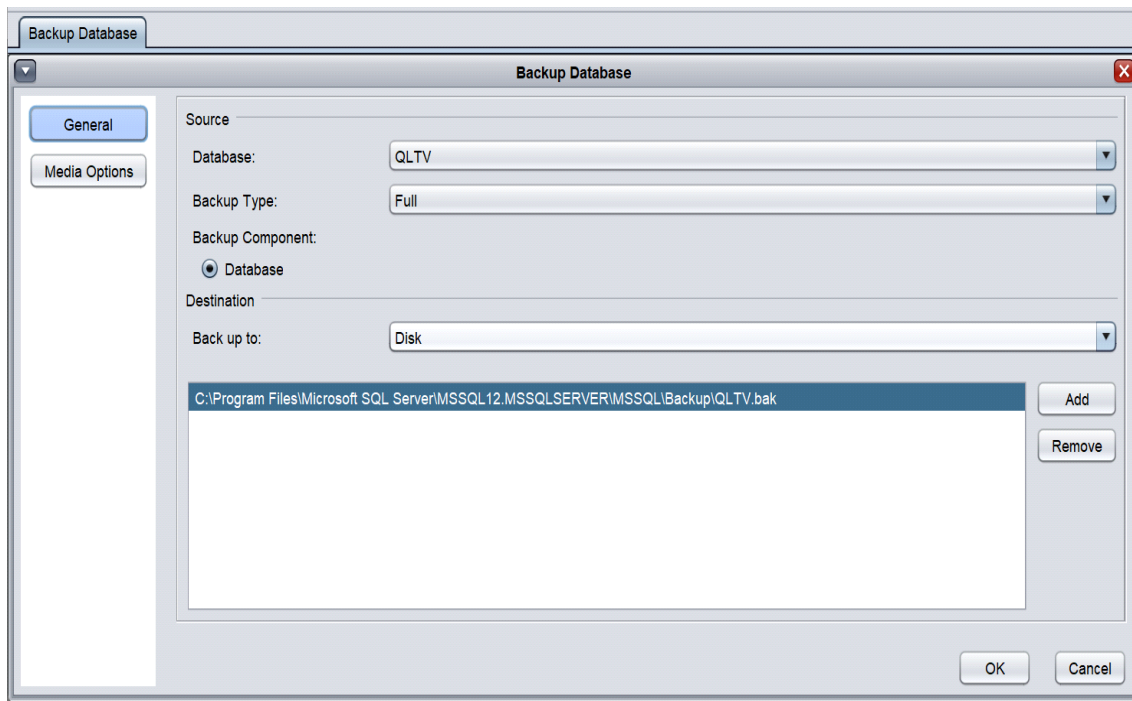 Backup Database
Backup Database
General
Media Options
Source
Database: QLTV
Backup Type: Full
Backup Component:
Database
Destination
Back up to: Disk
C:\Program Files\Microsoft SQL Server\MSSQL12.MSSQLSERVER\MSSQL\Backup\QLTV.bak
Add
Remove
OK Cancel